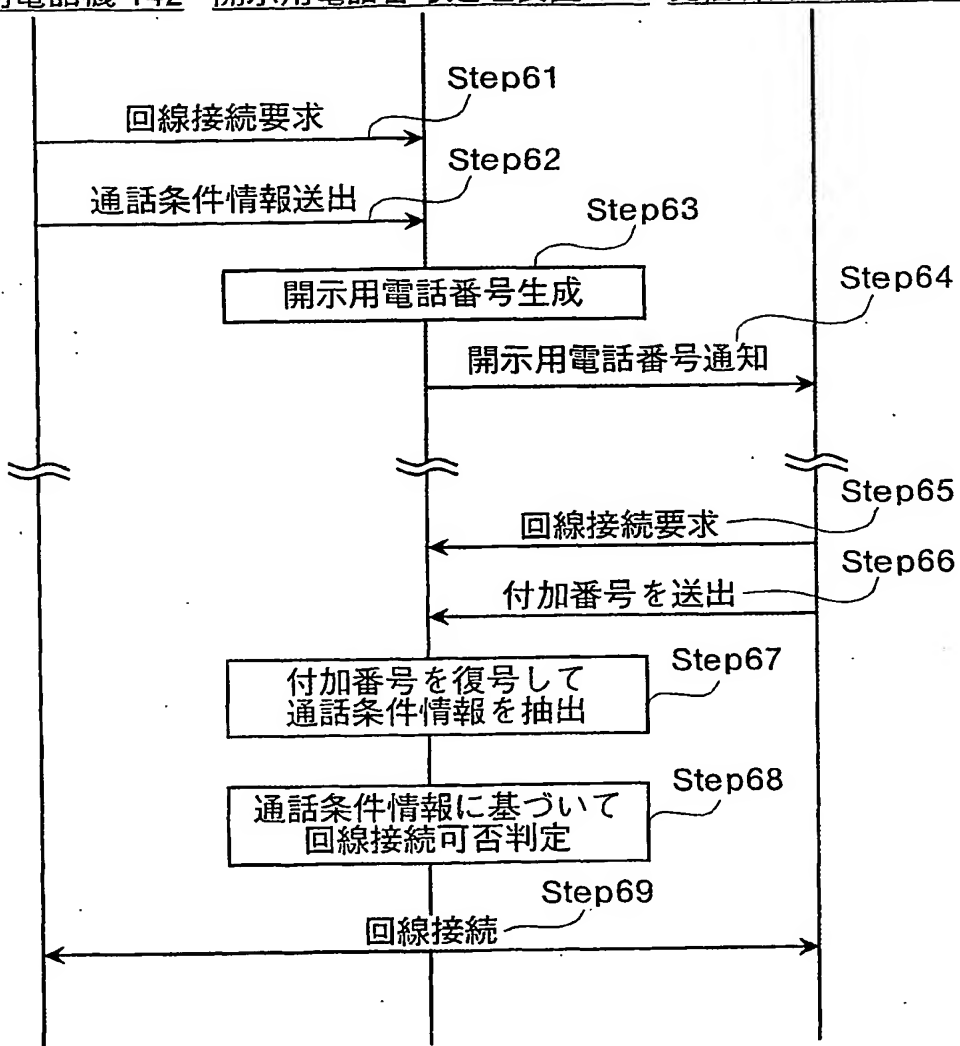 Step61
回線接続要求
Step62
通話条件情報送出
Step63
開示用電話番号生成
Step64
開示用電話番号通知
Step65
回線接続要求
Step66
付加番号を送出
Step67
付加番号を復号して
通話条件情報を抽出
Step68
通話条件情報に基づいて
回線接続可否判定
Step69
回線接続